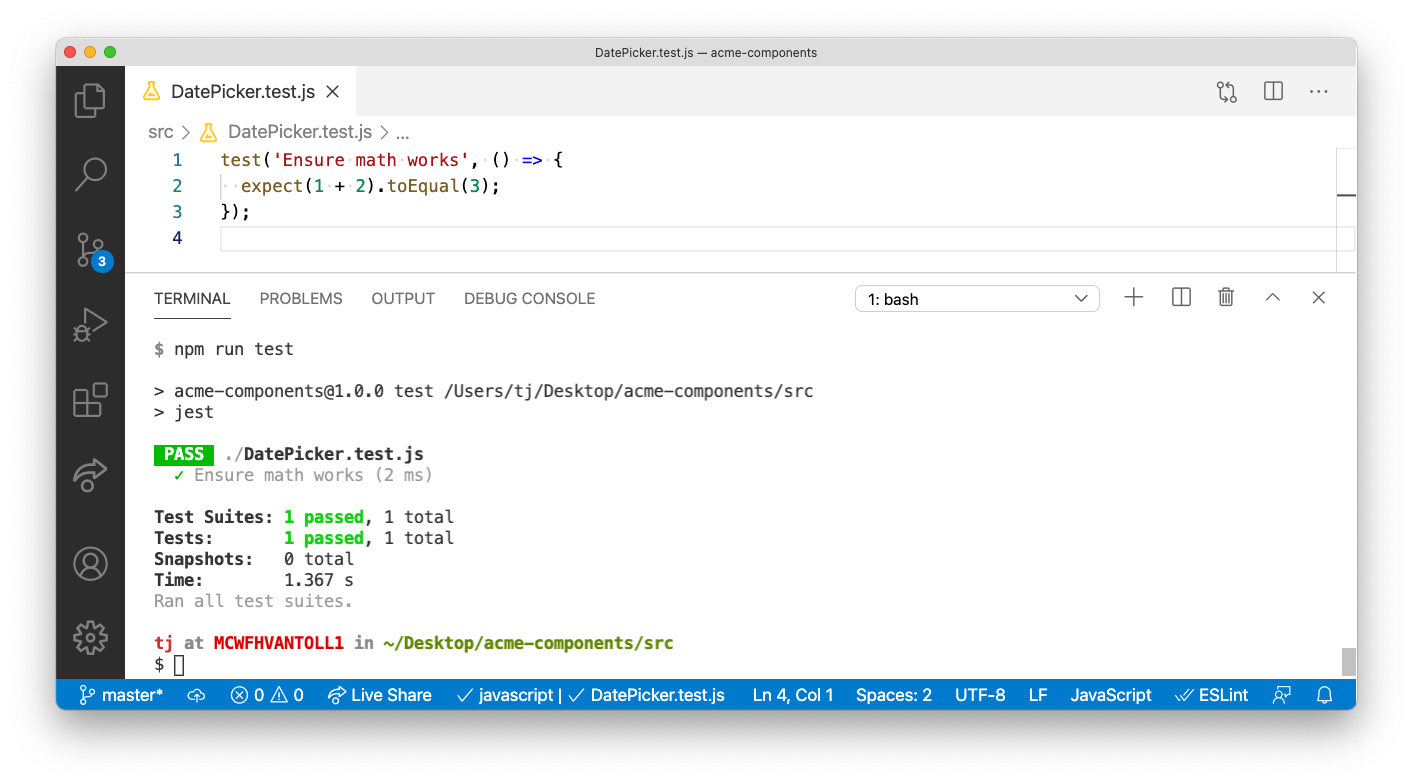 DatePicker.test.js — acme-components
DatePicker.test.js
src > DatePicker.test.js > ...
1 test('Ensure math works', () => {
2   expect(1 + 2).toEqual(3);
3 });
4
3
TERMINAL PROBLEMS OUTPUT DEBUG CONSOLE 1: bash
$ npm run test
> acme-components@1.0.0 test /Users/tj/Desktop/acme-components/src
> jest
PASS ./DatePicker.test.js
✓ Ensure math works (2 ms)
Test Suites: 1 passed, 1 total
Tests: 1 passed, 1 total
Snapshots: 0 total
Time: 1.367 s
Ran all test suites.
tj at MCWFHVANTOLL1 in ~/Desktop/acme-components/src
$
master* 0 0 Live Share ✓ javascript | ✓ DatePicker.test.js Ln 4, Col 1 Spaces: 2 UTF-8 LF JavaScript ESLint